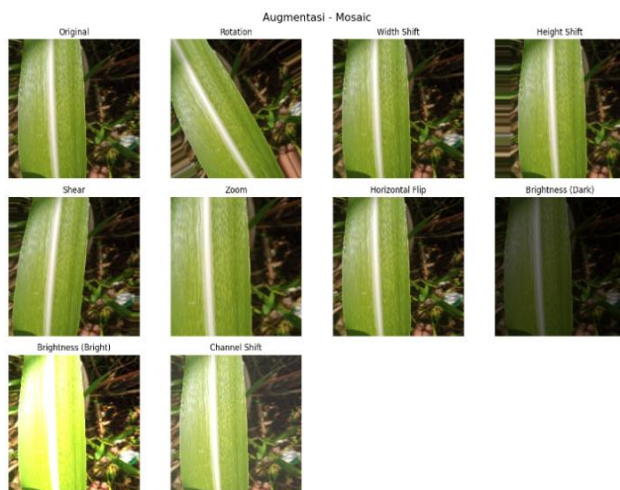 Augmentasi - Mosaic
Original
Rotation
Width Shift
Height Shift
Shear
Zoom
Horizontal Flip
Brightness (Dark)
Brightness (Bright)
Channel Shift